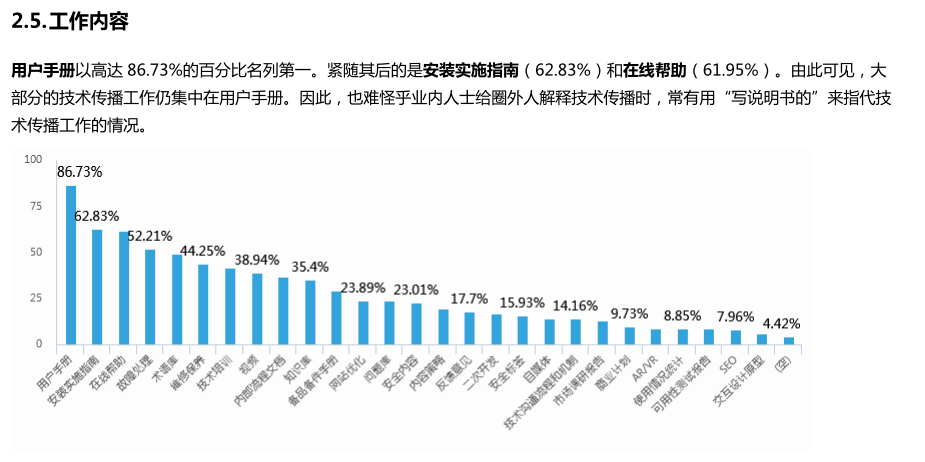 2.5.工作内容
用户手册以高达 86.73%的百分比名列第一。紧随其后的是安装实施指南（62.83%）和在线帮助（61.95%）。由此可见，大
部分的技术传播工作仍集中在用户手册。因此，也难怪乎业内人士给圈外人解释技术传播时，常有用“写说明书的”来指代技
术传播工作的情况。
100
75
50
25
0
86.73%
62.83%
52.21%
44.25%
38.94%
35.4%
23.89%
23.01%
17.7%
15.93%
14.16%
9.73%
8.85%
7.96%
4.42%
用户手册
安装实施指南
在线帮助
故障处理
术语库
维修保养
技术培训
视频
内部流程文档
知识库
备品备件手册
网站优化
问题库
安全内容
内容策略
反馈意见
二次开发
安全标签
自媒体
技术沟通流程和机制
市场调研报告
商业计划
AR/VR
使用情况统计
可用性测试报告
SEO
交互设计原型
(空)